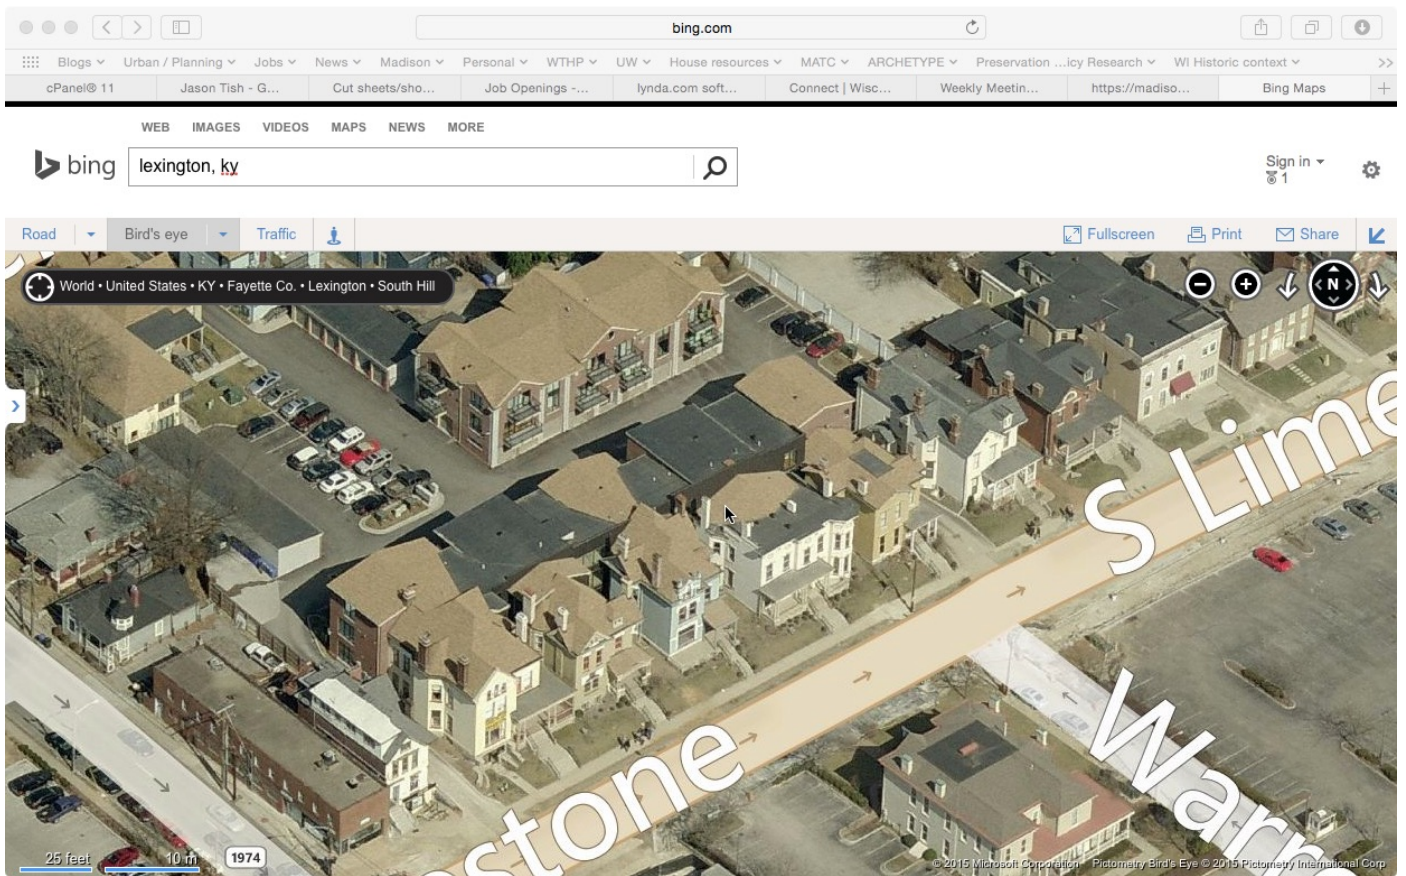 bing.com
Blogs Urban / Planning Jobs News Madison Personal WTHP UW House resources MATC ARCHETYPE Preservation ...icy Research WI Historic context >>
cPanel® 11 Jason Tish - G... Cut sheets/sho... Job Openings -... lynda.com soft... Connect | Wisc... Weekly Meetin... https://madiso... Bing Maps +
WEB IMAGES VIDEOS MAPS NEWS MORE
bing lexington, ky
Sign in
1
Road Bird's eye Traffic Fullscreen Print Share
World • United States • KY • Fayette Co. • Lexington • South Hill
N
S Lime
stone
Warr
25 feet 10 m 1974
© 2015 Microsoft Corporation Pictometry Bird's Eye © 2015 Pictometry International Corp